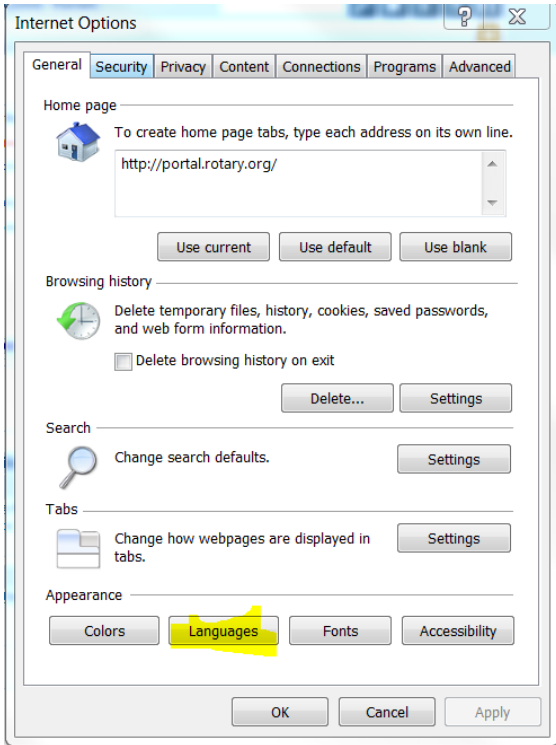 Internet Options
General Security Privacy Content Connections Programs Advanced
Home page
To create home page tabs, type each address on its own line.
http://portal.rotary.org/
Use current Use default Use blank
Browsing history
Delete temporary files, history, cookies, saved passwords,
and web form information.
Delete browsing history on exit
Delete... Settings
Search
Change search defaults. Settings
Tabs
Change how webpages are displayed in
tabs.
Settings
Appearance
Colors Languages Fonts Accessibility
OK Cancel Apply